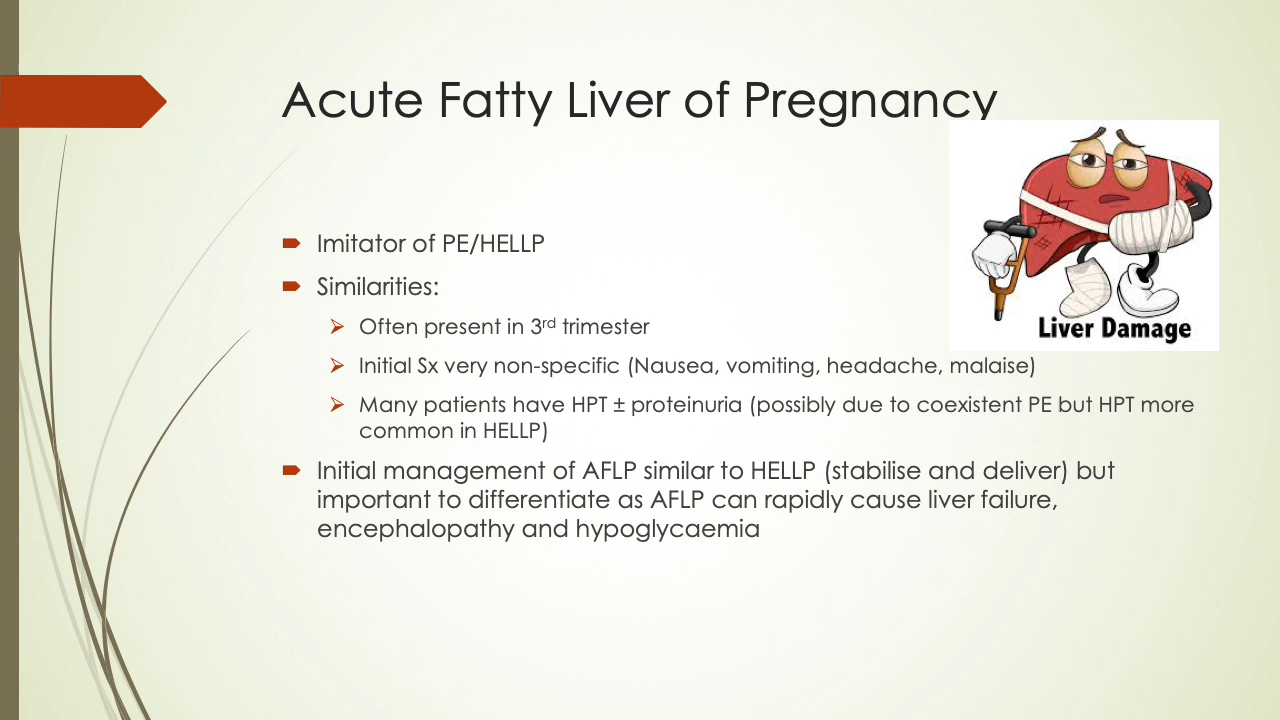 Acute Fatty Liver of Pregnancy
Imitator of PE/HELLP
Similarities:
Often present in 3rd trimester
Initial Sx very non-specific (Nausea, vomiting, headache, malaise)
Many patients have HPT ± proteinuria (possibly due to coexistent PE but HPT more
common in HELLP)
Initial management of AFLP similar to HELLP (stabilise and deliver) but
important to differentiate as AFLP can rapidly cause liver failure,
encephalopathy and hypoglycaemia
Liver Damage